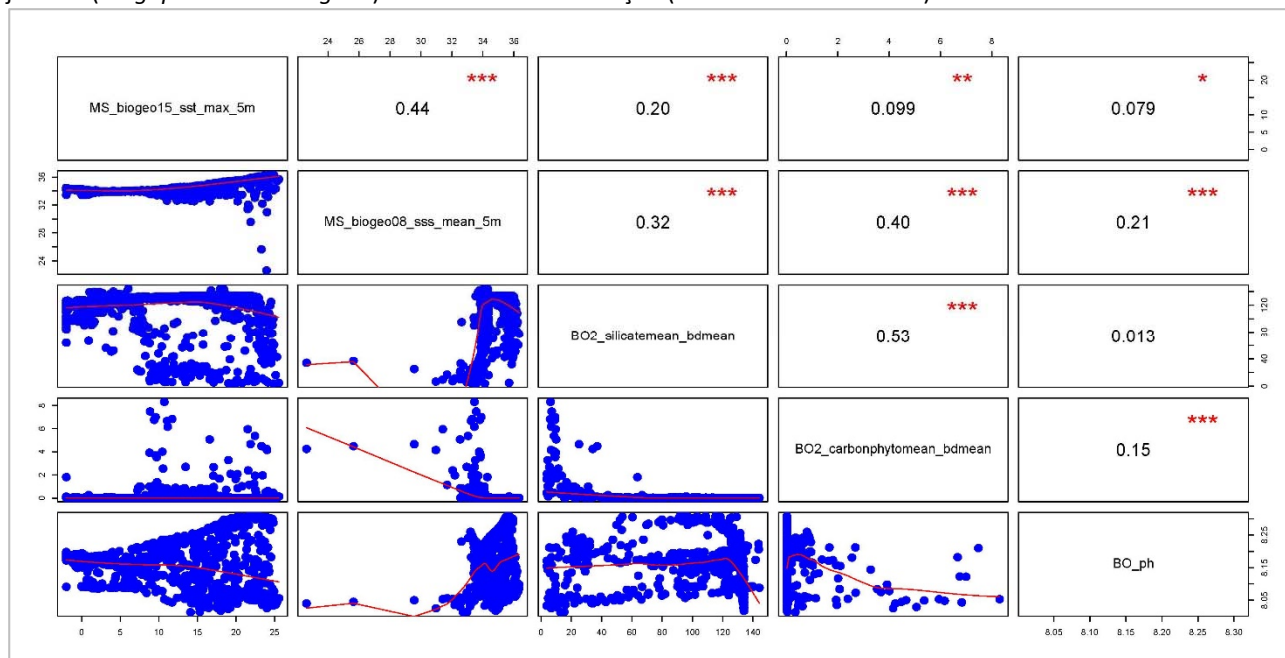 24 26 28 30 32 34 36 0 2 4 6 8
*** *** ** *
MS_biogeo15_sst_max_5m 0.44 0.20 0.099 0.079
20
15
10
5
0
36
32
28
24
*** *** ***
MS_biogeo08_sss_mean_5m 0.32 0.40 0.21
***
BO2_silicatemean_bdmean 0.53 0.013
120
80
40
0
8
6
4
2
0
***
BO2_carbonphytomean_bdmean 0.15
BO_ph
8.25
8.15
8.05
0 5 10 15 20 25 0 20 40 60 80 100 120 140 8.05 8.10 8.15 8.20 8.25 8.30